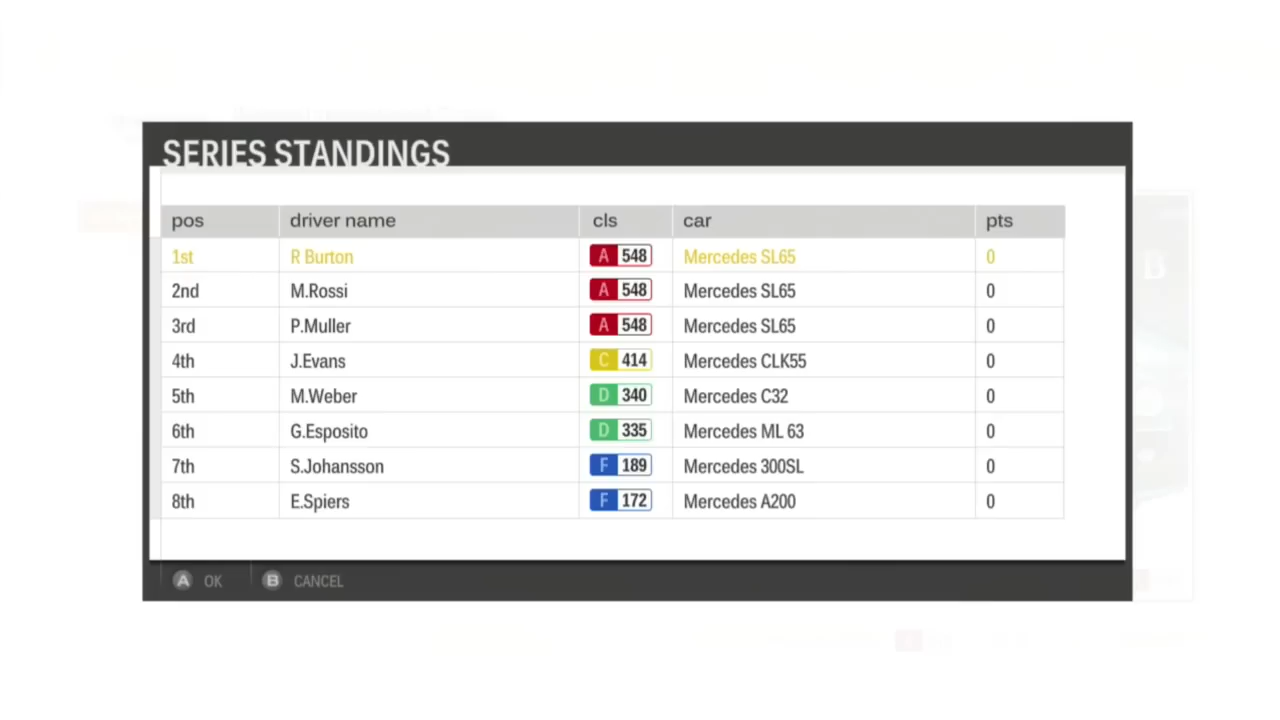 SERIES STANDINGS
pos driver name cls car pts
1st R Burton A 548 Mercedes SL65 0
2nd M.Rossi A 548 Mercedes SL65 0
3rd P.Muller A 548 Mercedes SL65 0
4th J.Evans C 414 Mercedes CLK55 0
5th M.Weber D 340 Mercedes C32 0
6th G.Esposito D 335 Mercedes ML 63 0
7th S.Johansson F 189 Mercedes 300SL 0
8th E.Spiers F 172 Mercedes A200 0
A OK B CANCEL